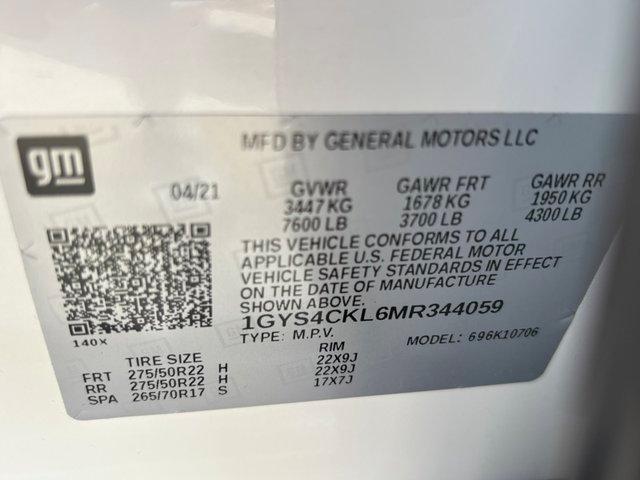 gm
MFD BY GENERAL MOTORS LLC
04/21 GVWR GAWR FRT GAWR RR
3447 KG 1678 KG 1950 KG
7600 LB 3700 LB 4300 LB
THIS VEHICLE CONFORMS TO ALL
APPLICABLE U.S. FEDERAL MOTOR
VEHICLE SAFETY STANDARDS IN EFFECT
ON THE DATE OF MANUFACTURE
SHOWN ABOVE.
1GYS4CKL6MR344059
140X TYPE: M.P.V. MODEL: 696K10706
TIRE SIZE RIM
FRT 275/50R22 H 22X9J
RR 275/50R22 H 22X9J
SPA 265/70R17 S 17X7J